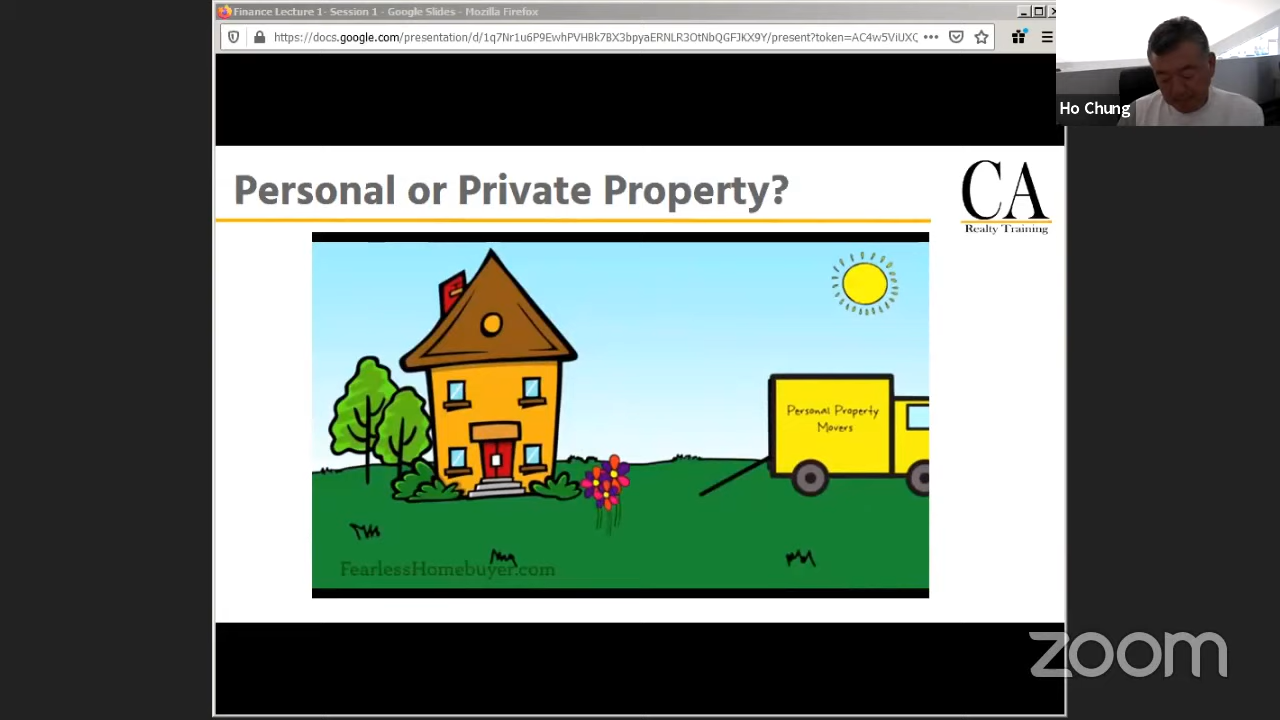 Finance Lecture 1- Session 1 - Google Slides - Mozilla Firefox
https://docs.google.com/presentation/d/1q7Nr1u6P9EwhPVHBk7BX3bpyaERNLR3OtNbQGFJKX9Y/present?token=AC4w5ViUXC
Ho Chung
Personal or Private Property?
CA
Realty Training
Personal Property
Movers
FearlessHomebuyer.com
zoom